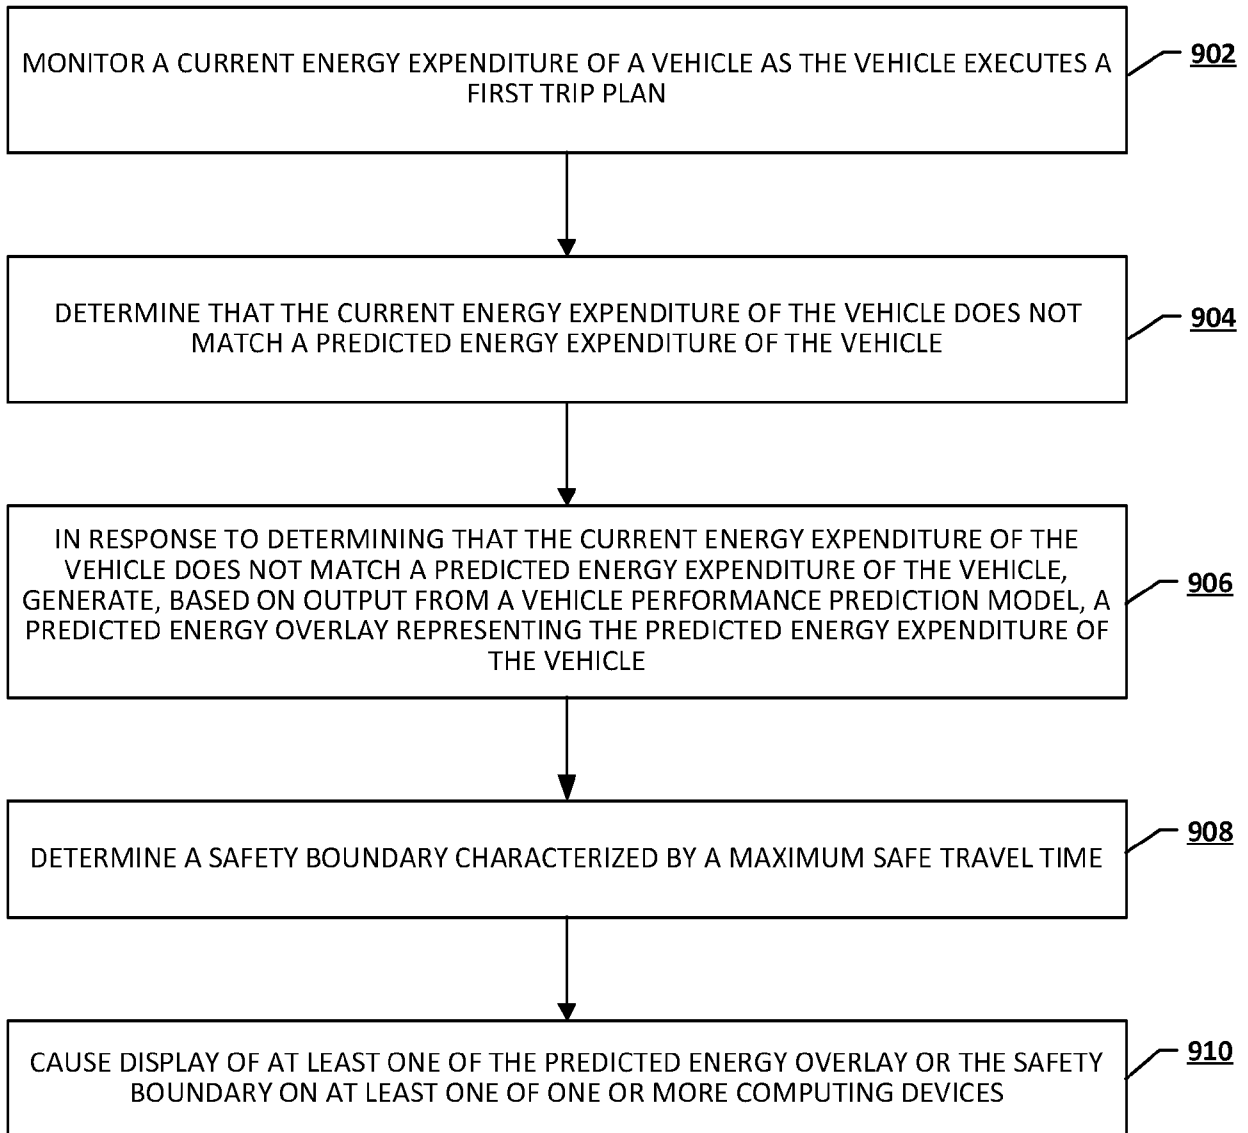 MONITOR A CURRENT ENERGY EXPENDITURE OF A VEHICLE AS THE VEHICLE EXECUTES A
FIRST TRIP PLAN
902
DETERMINE THAT THE CURRENT ENERGY EXPENDITURE OF THE VEHICLE DOES NOT
MATCH A PREDICTED ENERGY EXPENDITURE OF THE VEHICLE
904
IN RESPONSE TO DETERMINING THAT THE CURRENT ENERGY EXPENDITURE OF THE
VEHICLE DOES NOT MATCH A PREDICTED ENERGY EXPENDITURE OF THE VEHICLE,
GENERATE, BASED ON OUTPUT FROM A VEHICLE PERFORMANCE PREDICTION MODEL, A
PREDICTED ENERGY OVERLAY REPRESENTING THE PREDICTED ENERGY EXPENDITURE OF
THE VEHICLE
906
DETERMINE A SAFETY BOUNDARY CHARACTERIZED BY A MAXIMUM SAFE TRAVEL TIME
908
CAUSE DISPLAY OF AT LEAST ONE OF THE PREDICTED ENERGY OVERLAY OR THE SAFETY
BOUNDARY ON AT LEAST ONE OF ONE OR MORE COMPUTING DEVICES
910